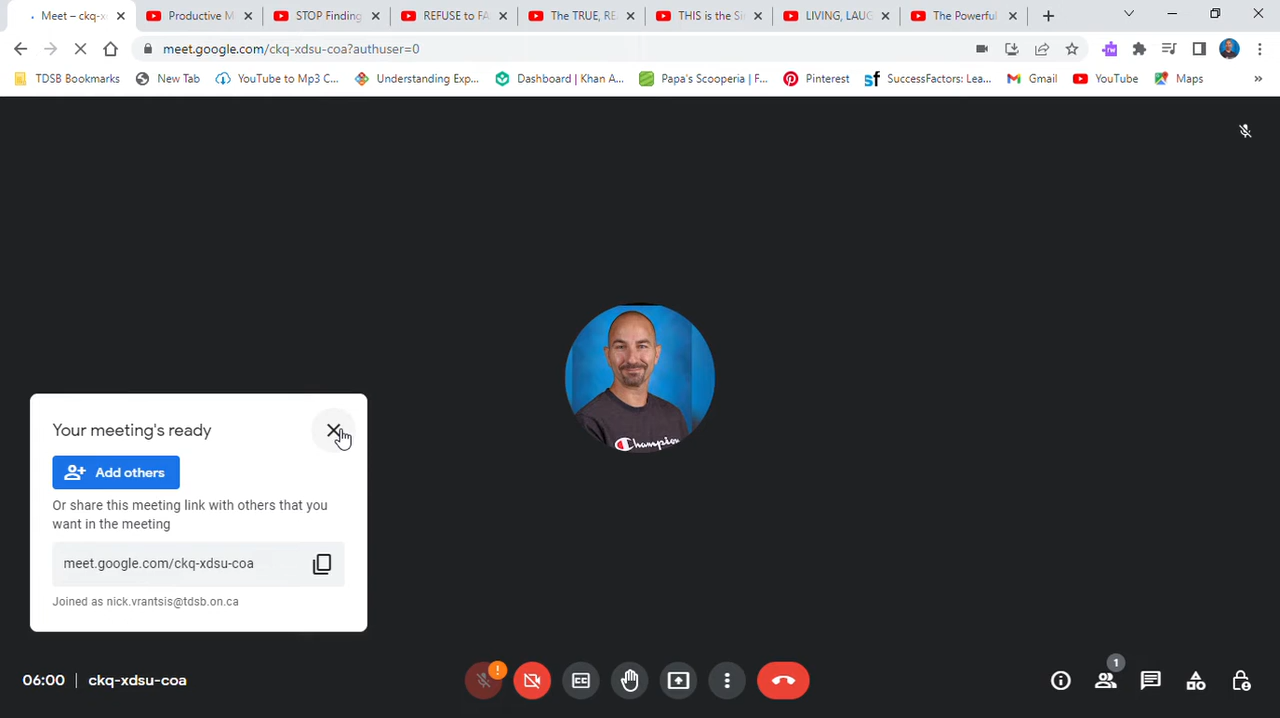 Meet – ckq-x
Productive M
STOP Finding
REFUSE to FA
The TRUE, RE
THIS is the Si
LIVING, LAUG
The Powerful
meet.google.com/ckq-xdsu-coa?authuser=0
TDSB Bookmarks
New Tab
YouTube to Mp3 C...
Understanding Exp...
Dashboard | Khan A...
Papa's Scooperia | F...
Pinterest
SuccessFactors: Lea...
Gmail
YouTube
Maps
»
Champion
Your meeting's ready
Add others
Or share this meeting link with others that you
want in the meeting
meet.google.com/ckq-xdsu-coa
Joined as nick.vrantsis@tdsb.on.ca
06:00 | ckq-xdsu-coa
!
CC
1